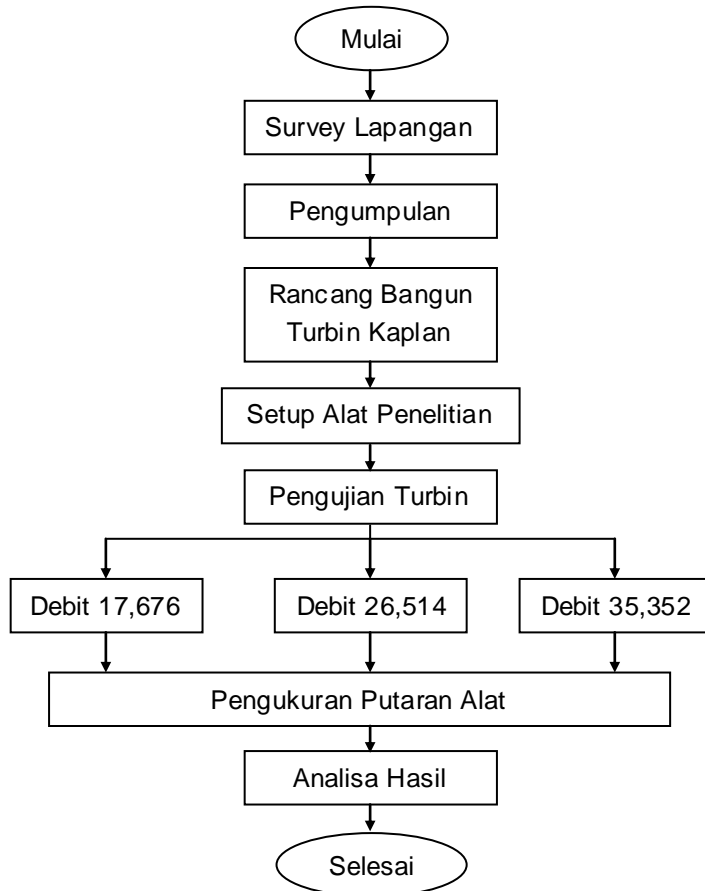 Mulai
Survey Lapangan
Pengumpulan
Rancang Bangun
Turbin Kaplan
Setup Alat Penelitian
Pengujian Turbin
Debit 17,676
Debit 26,514
Debit 35,352
Pengukuran Putaran Alat
Analisa Hasil
Selesai